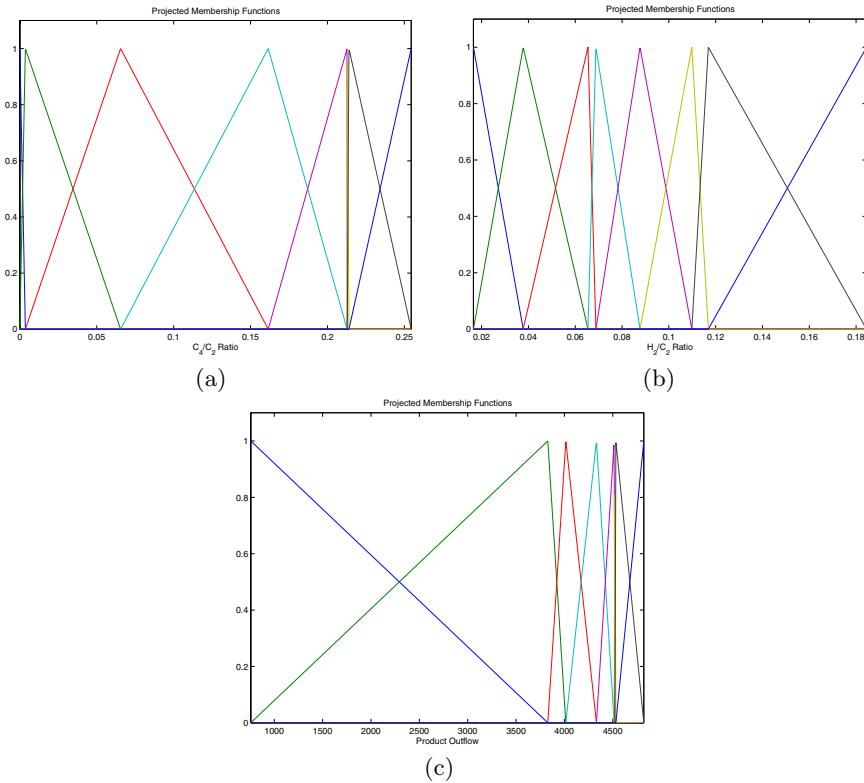 Projected Membership Functions
1
0.8
0.6
0.4
0.2
0
0 0.05 0.1 0.15 0.2 0.25
C4/C2 Ratio
(a)
Projected Membership Functions
1
0.8
0.6
0.4
0.2
0
0.02 0.04 0.06 0.08 0.1 0.12 0.14 0.16 0.18
H2/C2 Ratio
(b)
Projected Membership Functions
1
0.8
0.6
0.4
0.2
0
1000 1500 2000 2500 3000 3500 4000 4500
Product Outflow
(c)